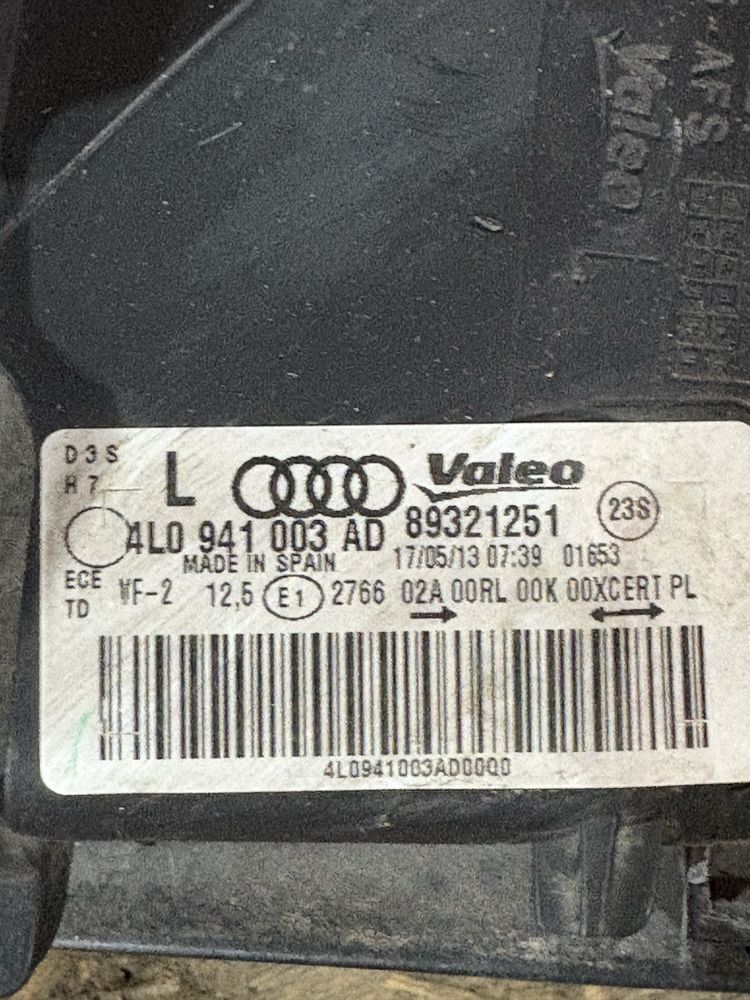 -AFS
Valeo
L
D3S
H7
L
Valeo
4L0 941 003 AD 89321251
23S
MADE IN SPAIN 17/05/13 07:39 01653
ECE
TD
VF-2 12,5 E1 2766 02A 00RL 00K 00XCERT PL
4L0941003AD0000